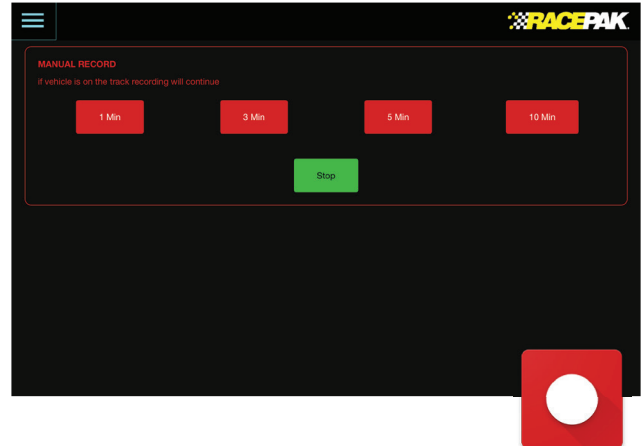 RACEPAK
MANUAL RECORD
if vehicle is on the track recording will continue
1 Min
3 Min
5 Min
10 Min
Stop